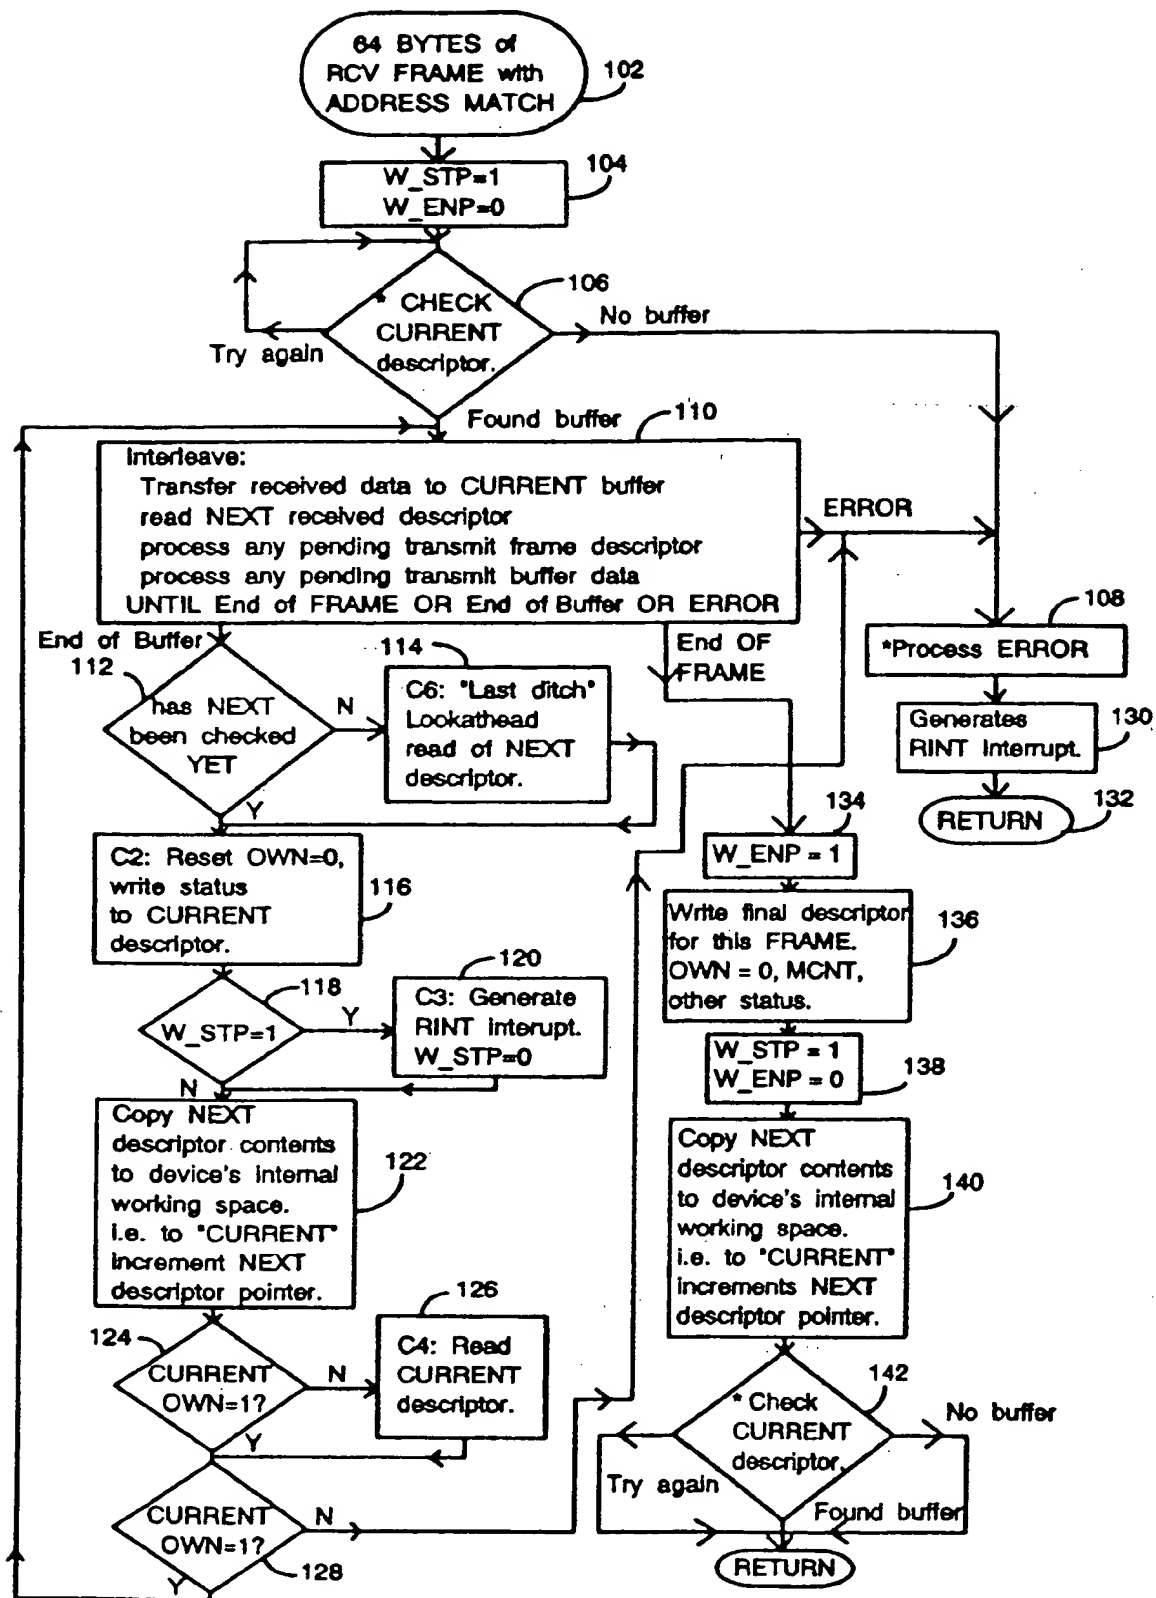 64 BYTES of
RCV FRAME with
ADDRESS MATCH
102
W_STP=1
W_ENP=0
104
106
* CHECK
CURRENT
descriptor.
No buffer
Try again
Found buffer
110
Interleave:
Transfer received data to CURRENT buffer
read NEXT received descriptor
process any pending transmit frame descriptor
process any pending transmit buffer data
UNTIL End of FRAME OR End of Buffer OR ERROR
ERROR
108
*Process ERROR
Generates
RINT Interrupt.
130
RETURN
132
End of Buffer
112
has NEXT
been checked
YET
N
Y
114
C6: "Last ditch"
Lookathead
read of NEXT
descriptor.
End OF
FRAME
C2: Reset OWN=0,
write status
to CURRENT
descriptor.
116
118
W_STP=1
Y
N
120
C3: Generate
RINT interupt.
W_STP=0
Copy NEXT
descriptor contents
to device's internal
working space.
i.e. to "CURRENT"
increment NEXT
descriptor pointer.
122
124
CURRENT
OWN=1?
N
Y
126
C4: Read
CURRENT
descriptor.
CURRENT
OWN=1?
N
128
Y
134
W_ENP = 1
Write final descriptor
for this FRAME.
OWN = 0, MCNT,
other status.
136
W_STP = 1
W_ENP = 0
138
Copy NEXT
descriptor contents
to device's internal
working space.
i.e. to "CURRENT"
increments NEXT
descriptor pointer.
140
142
* Check
CURRENT
descriptor.
No buffer
Try again
Found buffer
RETURN